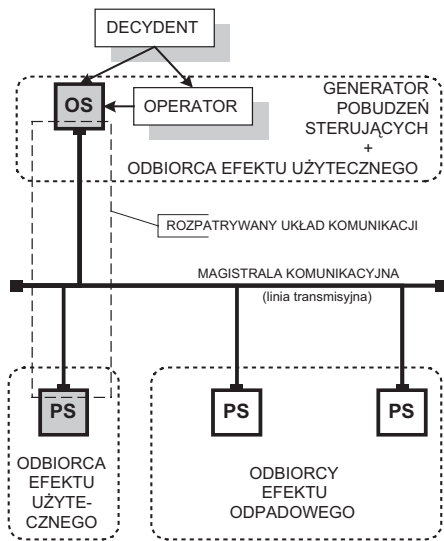 DECYDENT
OS
OPERATOR
GENERATOR
POBUDZEŃ
STERUJĄCYCH
+
ODBIORCA EFEKTU UŻYTECZNEGO
ROZPATRYWANY UKŁAD KOMUNIKACJI
MAGISTRALA KOMUNIKACYJNA
(linia transmisyjna)
PS
PS
PS
ODBIORCA
EFEKTU
UŻYTE-
CZNEGO
ODBIORCY
EFEKTU
ODPADOWEGO